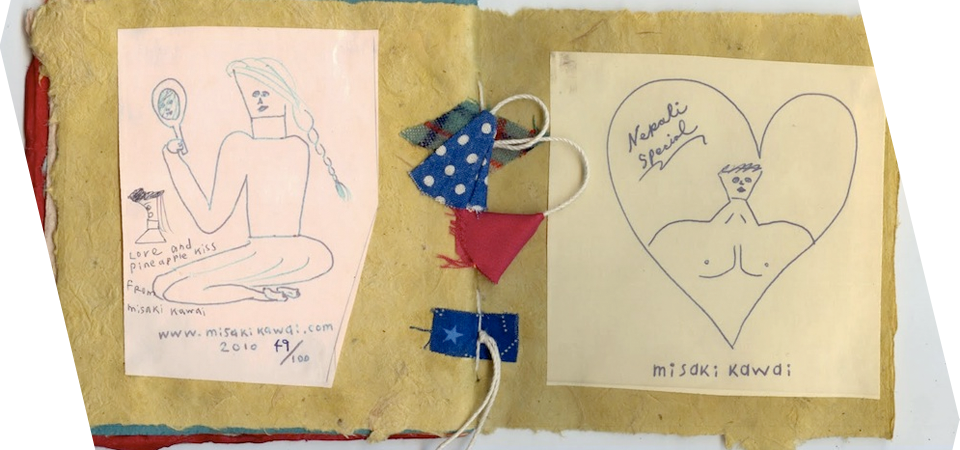 Love and
pineapple kiss
From
misaki kawai
www.misakikawai.com
2010 49/100
Nepali
Special
misaki kawai